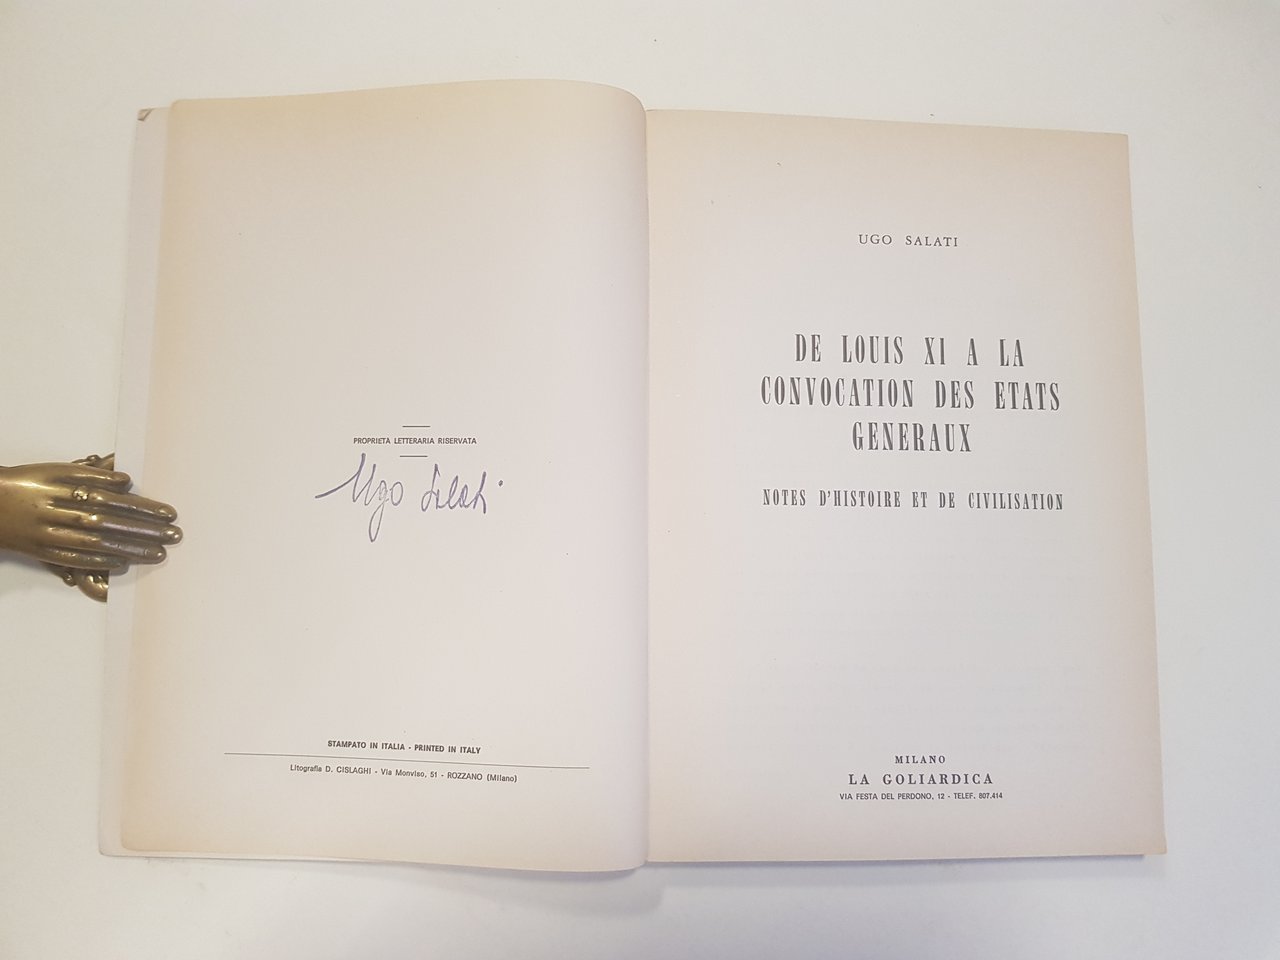 PROPRIETÀ LETTERARIA RISERVATA
Ugo Salati
STAMPATO IN ITALIA - PRINTED IN ITALY
Litografia D. CISLAGHI - Via Monviso, 51 - ROZZANO (Milano)
UGO SALATI
DE LOUIS XI A LA
CONVOCATION DES ETATS
GENERAUX
NOTES D'HISTOIRE ET DE CIVILISATION
MILANO
LA GOLIARDICA
VIA FESTA DEL PERDONO, 12 - TELEF. 807.414